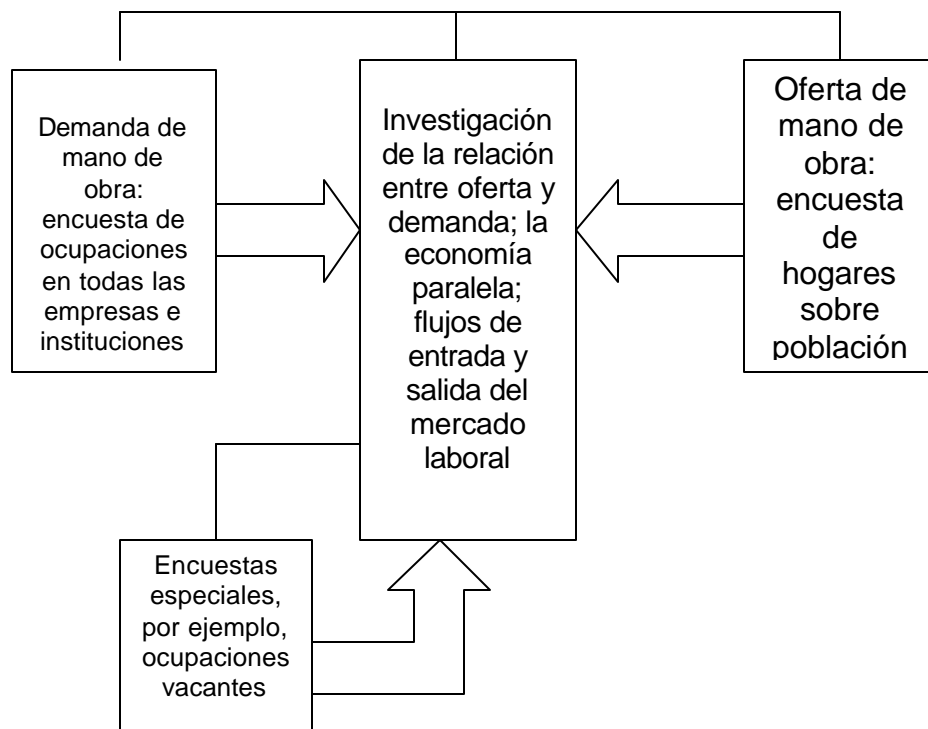 Demanda de
mano de
obra:
encuesta de
ocupaciones
en todas las
empresas e
instituciones
Investigación
de la relación
entre oferta y
demanda; la
economía
paralela;
flujos de
entrada y
salida del
mercado
laboral
Oferta de
mano de
obra:
encuesta
de
hogares
sobre
población
Encuestas
especiales,
por ejemplo,
ocupaciones
vacantes